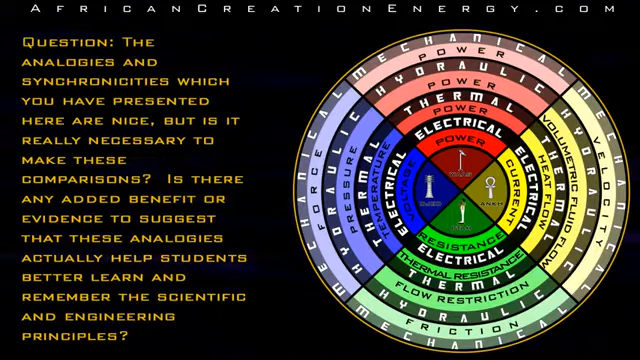 AfricanCreationEnergy.com
Question: The
analogies and
synchronicities which
you have presented
here are nice, but is it
really necessary to
make these
comparisons? Is there
any added benefit or
evidence to suggest
that these analogies
actually help students
better learn and
remember the scientific
and engineering
principles?
MECHANICAL
POWER
HYDRAULIC
POWER
THERMAL
POWER
ELECTRICAL
POWER
WAAS
MECHANICAL
FORCE
HYDRAULIC
PRESSURE
THERMAL
TEMPERATURE
ELECTRICAL
VOLTAGE
DJED
ANKH
CURRENT
ELECTRICAL
HEAT FLOW
THERMAL
VOLUMETRIC FLUID FLOW
HYDRAULIC
VELOCITY
MECHANICAL
RESISTANCE
ELECTRICAL
THERMAL RESISTANCE
THERMAL
FLOW RESTRICTION
HYDRAULIC
FRICTION
MECHANICAL